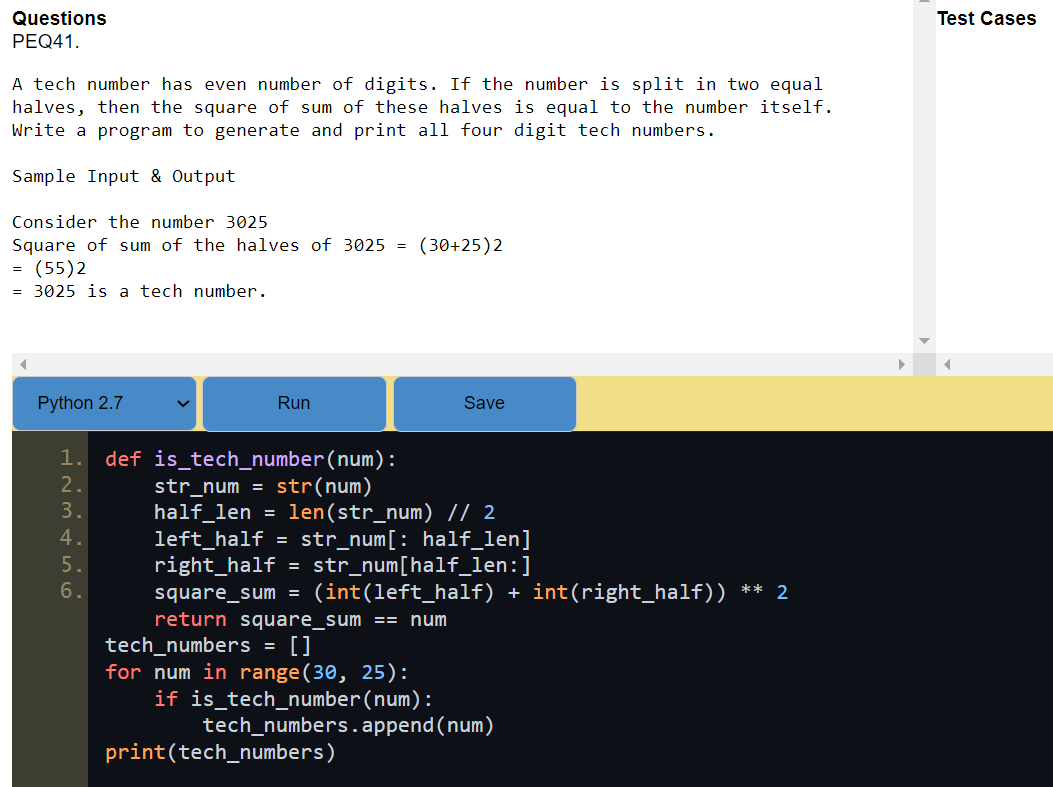 Questions
PEQ41.
A tech number has even number of digits. If the number is split in two equal
halves, then the square of sum of these halves is equal to the number itself.
Write a program to generate and print all four digit tech numbers.
Sample Input & Output
Consider the number 3025
Square of sum of the halves of 3025 = (30+25)2
= (55)2
= 3025 is a tech number.
Test Cases
Python 2.7
Run
Save
1. def is_tech_number(num):
2.     str_num = str(num)
3.     half_len = len(str_num) // 2
4.     left_half = str_num[: half_len]
5.     right_half = str_num[half_len:]
6.     square_sum = (int(left_half) + int(right_half)) ** 2
    return square_sum == num
tech_numbers = []
for num in range(30, 25):
    if is_tech_number(num):
        tech_numbers.append(num)
print(tech_numbers)